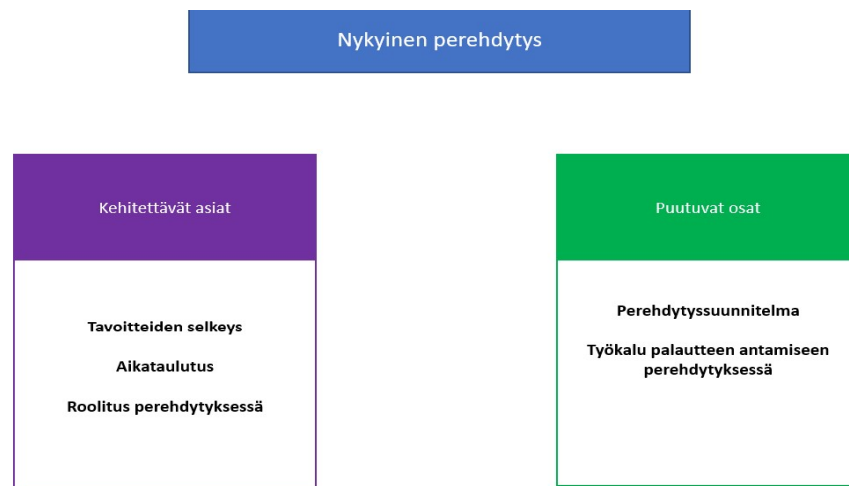 Nykyinen perehdytys
Kehitettävät asiat
Tavoitteiden selkeys
Aikataulutus
Roolitus perehdytyksessä
Puutuvat osat
Perehdytyssuunnitelma
Työkalu palautteen antamiseen
perehdytyksessä